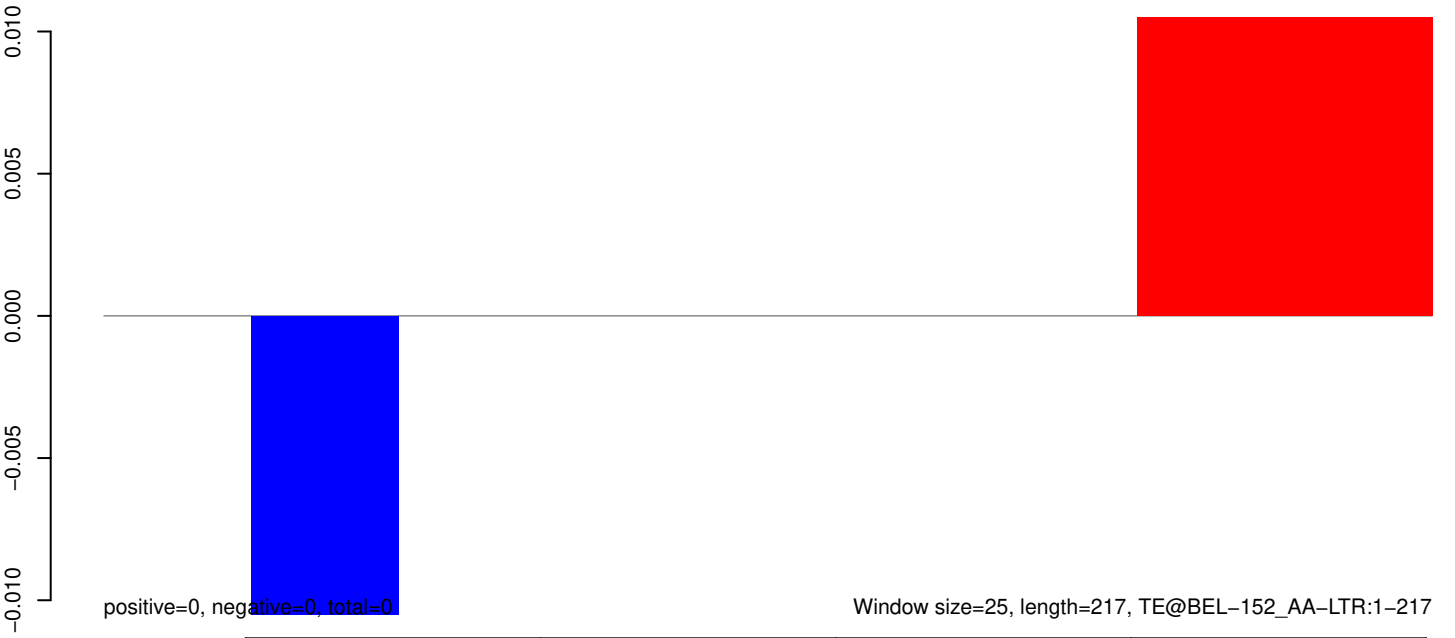 0.010
0.005
0.000
−0.005
−0.010
positive=0, negative=0, total=0
Window size=25, length=217, TE@BEL−152_AA−LTR:1−217